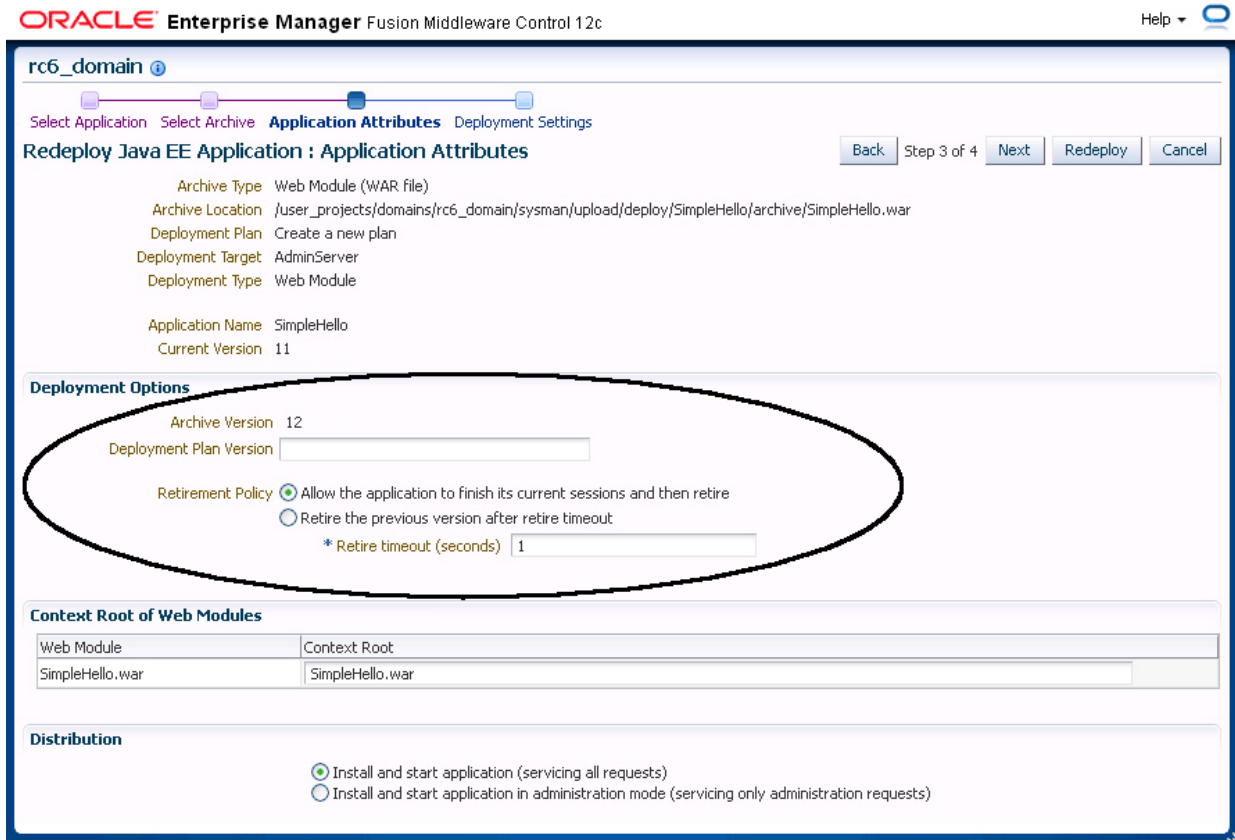 ORACLE Enterprise Manager Fusion Middleware Control 12c Help
rc6_domain
Select Application Select Archive Application Attributes Deployment Settings
Redeploy Java EE Application : Application Attributes Back Step 3 of 4 Next Redeploy Cancel
Archive Type Web Module (WAR file)
Archive Location /user_projects/domains/rc6_domain/sysman/upload/deploy/SimpleHello/archive/SimpleHello.war
Deployment Plan Create a new plan
Deployment Target AdminServer
Deployment Type Web Module
Application Name SimpleHello
Current Version 11
Deployment Options
Archive Version 12
Deployment Plan Version
Retirement Policy Allow the application to finish its current sessions and then retire
Retire the previous version after retire timeout
* Retire timeout (seconds) 1
Context Root of Web Modules
Web Module Context Root
SimpleHello.war SimpleHello.war
Distribution
Install and start application (servicing all requests)
Install and start application in administration mode (servicing only administration requests)